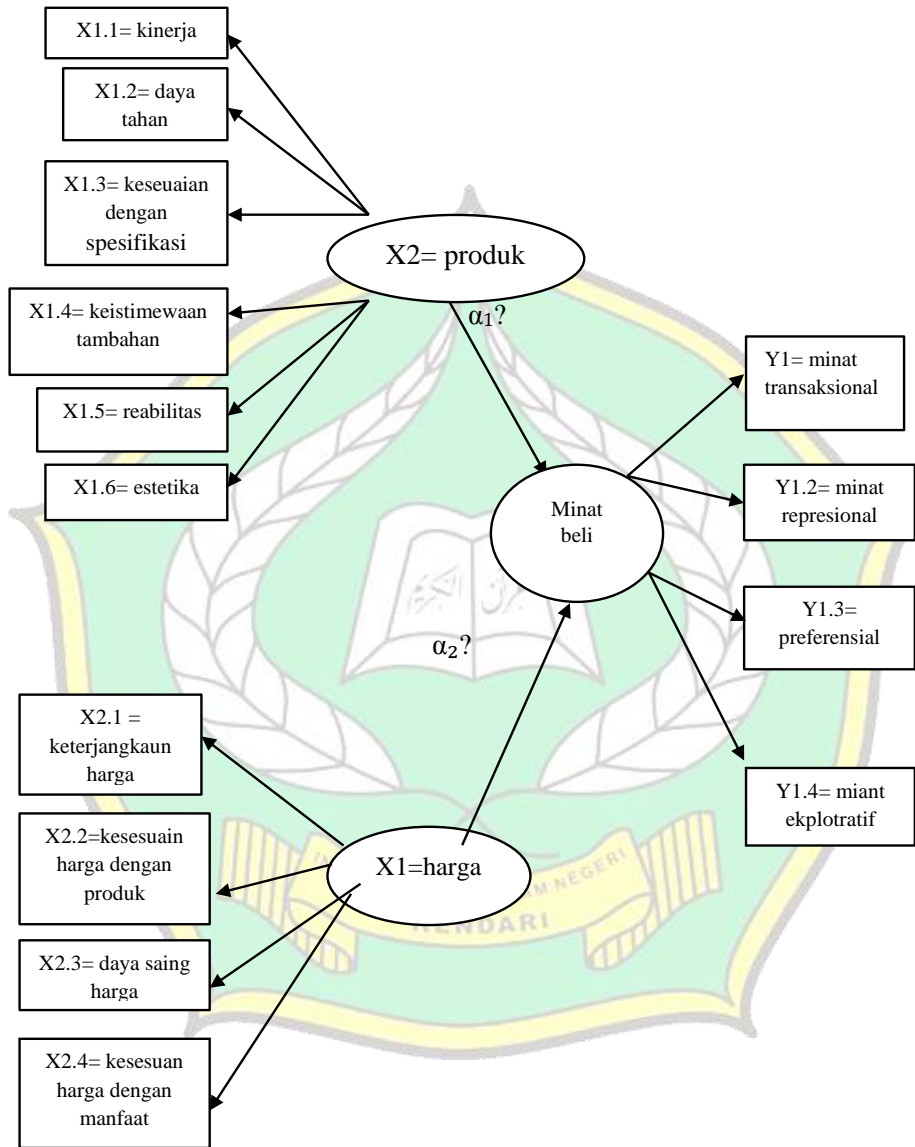 X1.1= kinerja
X1.2= daya
tahan
X1.3= keseuaian
dengan
spesifikasi
X2= produk
X1.4= keistimewaan
tambahan
α₁?
X1.5= reabilitas
X1.6= estetika
Y1= minat
transaksional
Minat
beli
Y1.2= minat
represional
Y1.3=
preferensial
α₂?
X2.1 =
keterjangkaun
harga
Y1.4= miant
ekplotratif
X2.2=kesesuain
harga dengan
produk
X1=harga
NEGERI
KENDARI
X2.3= daya saing
harga
X2.4= kesesuan
harga dengan
manfaat